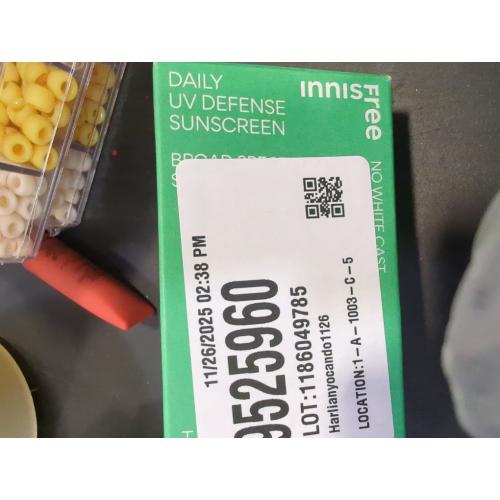 DAILY
UV DEFENSE
SUNSCREEN
innisfree
NO WHITE CAST
11/26/2025 02:38 PM
9525960
LOT:1186049785
Harlianyocando1126
LOCATION:1-A-1003-C-5